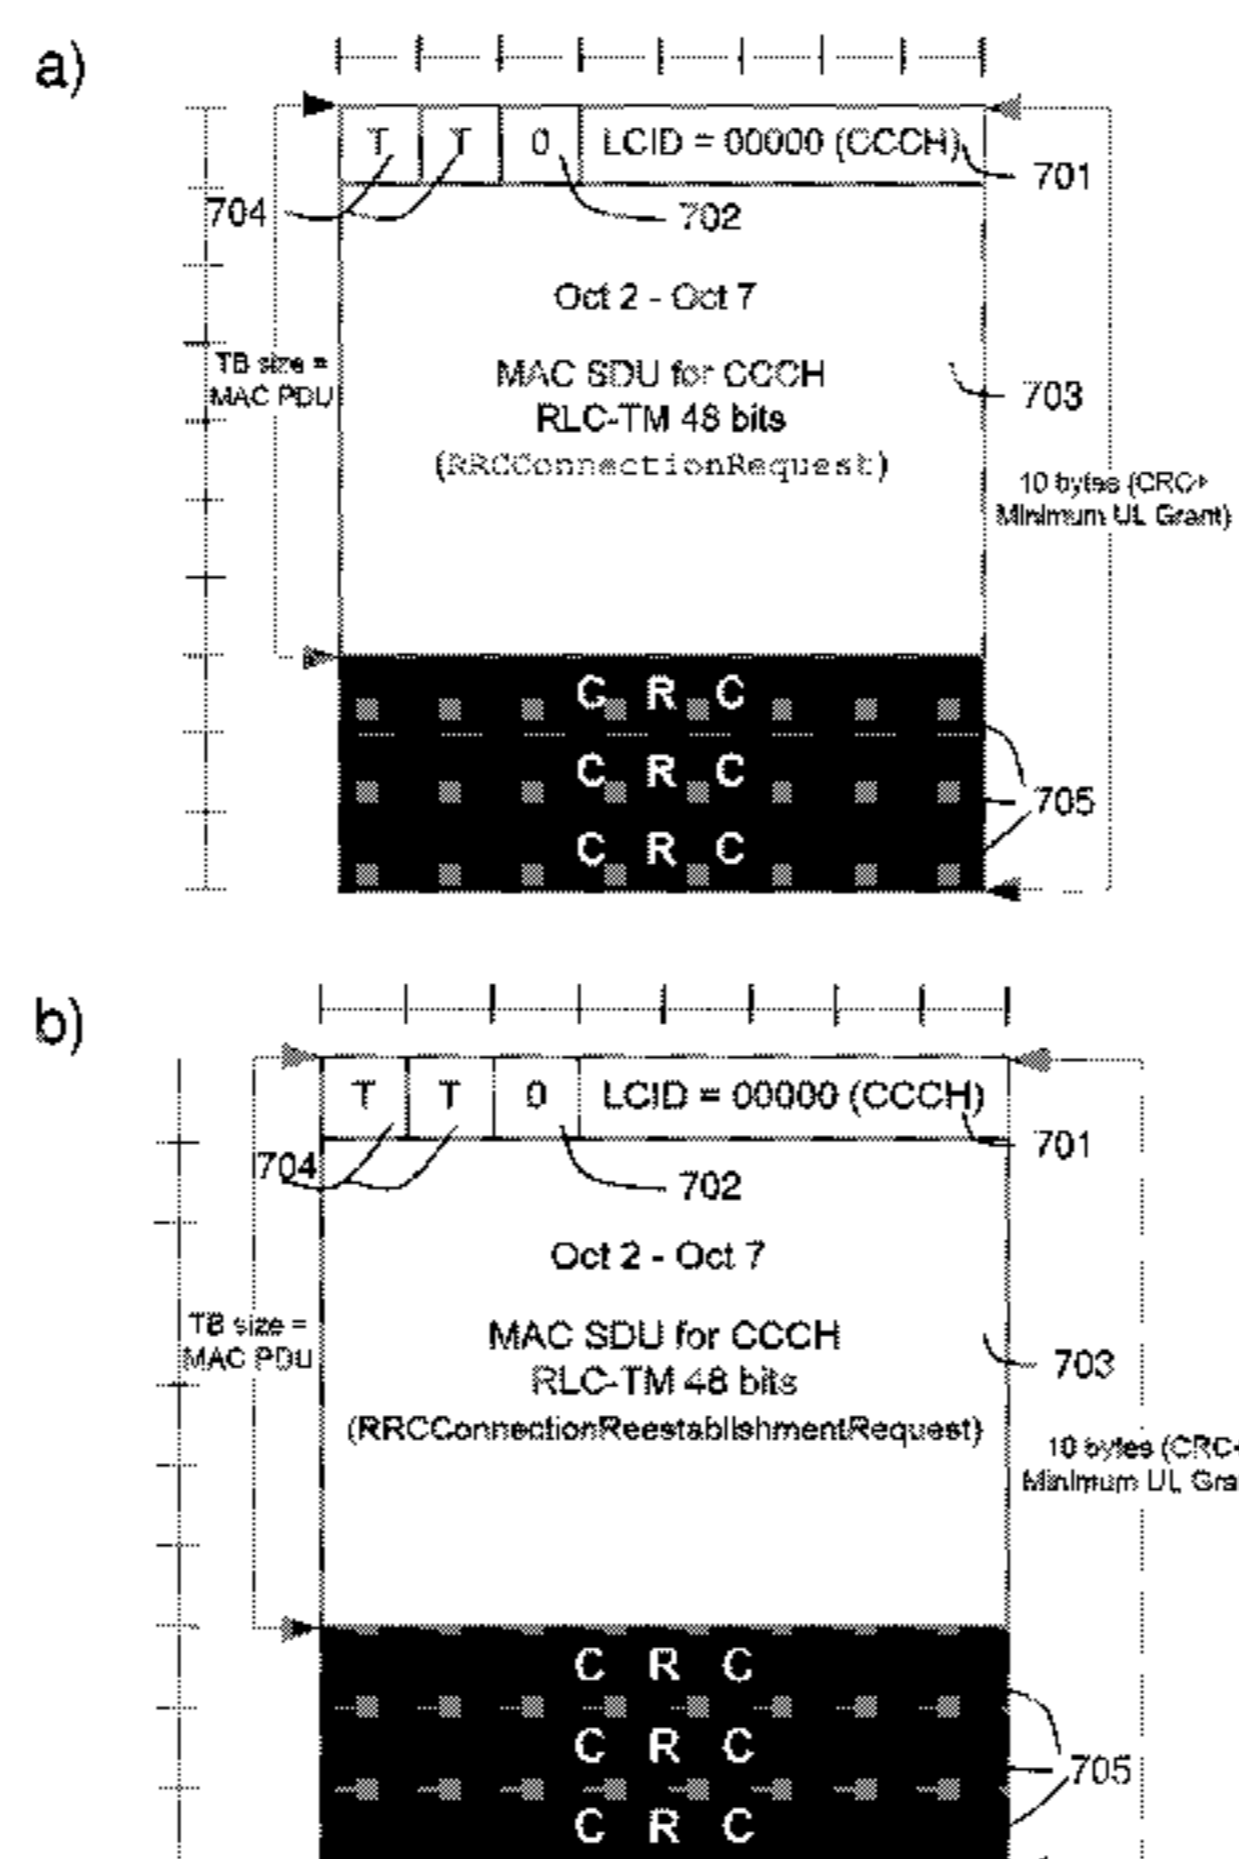 a)
T T 0 LCID = 00000 (CCCH)
701
704
702
Oct 2 - Oct 7
TB size =
MAC PDU
MAC SDU for CCCH
RLC-TM 48 bits
(RRCConnectionRequest)
703
10 bytes (CRC+
Minimum UL Grant)
C R C
C R C
C R C
705
b)
T T 0 LCID = 00000 (CCCH)
701
704
702
Oct 2 - Oct 7
TB size =
MAC PDU
MAC SDU for CCCH
RLC-TM 48 bits
(RRCConnectionReestablishmentRequest)
703
10 bytes (CRC+
Minimum UL Gra
C R C
C R C
C R C
705